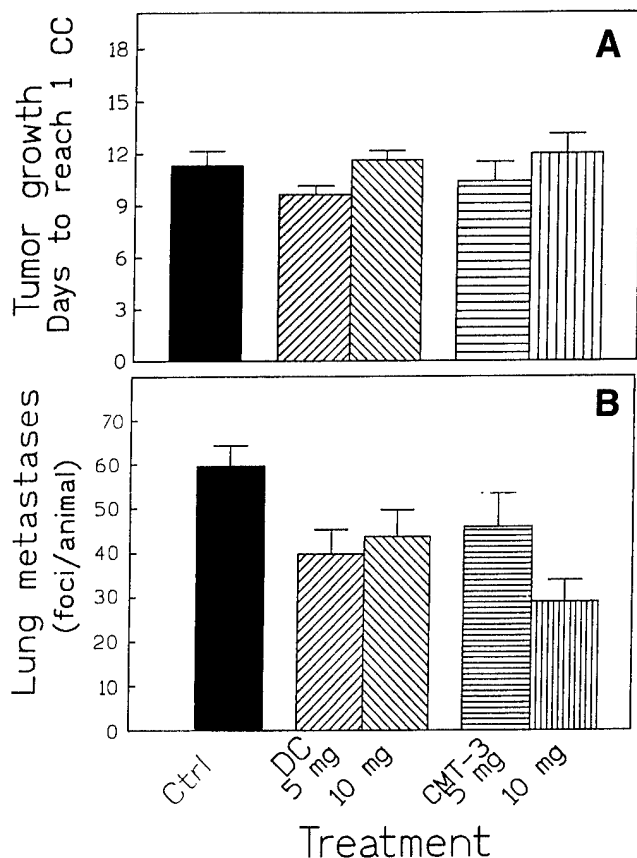 A
Tumor growth
Days to reach 1 CC
18
15
12
9
6
3
0
B
Lung metastases
(foci/animal)
70
60
50
40
30
20
10
0
Ctrl
DC
5 mg
10 mg
CMT-3
5 mg
10 mg
Treatment